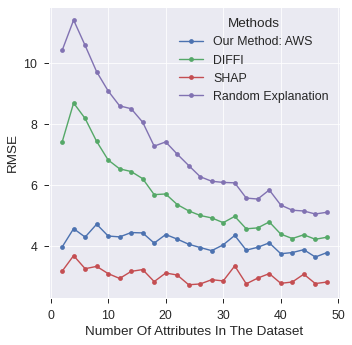 Methods
Our Method: AWS
DIFFI
SHAP
Random Explanation
10
8
6
4
RMSE
0
10
20
30
40
50
Number Of Attributes In The Dataset